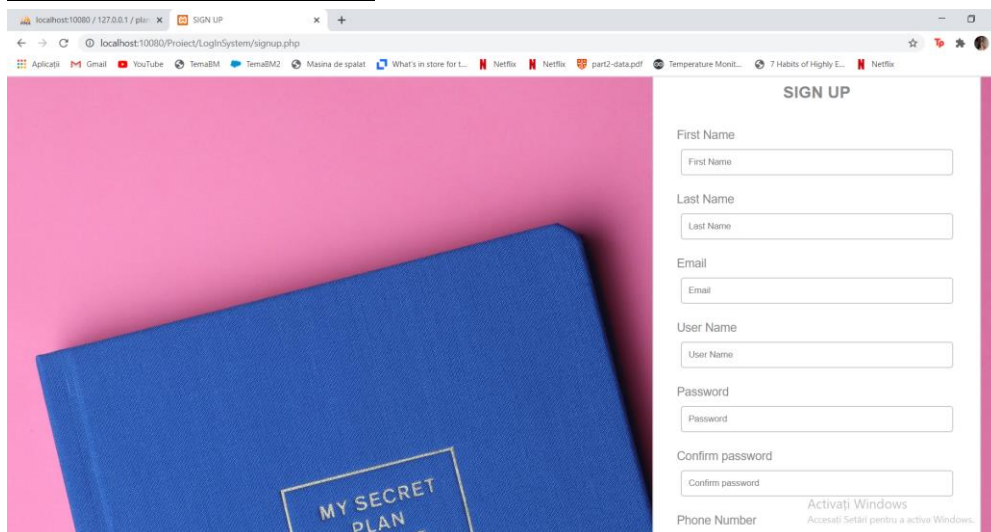 localhost:10080 / 127.0.0.1 / plan
SIGN UP
localhost:10080/Proiect/LogInSystem/signup.php
Aplicații Gmail YouTube TemaBM TemaBM2 Masina de spalat What's in store for t... Netflix Netflix part2-data.pdf Temperature Monit... 7 Habits of Highly E... Netflix
SIGN UP
First Name
First Name
Last Name
Last Name
Email
Email
User Name
User Name
Password
Password
Confirm password
Confirm password
Phone Number
MY SECRET
PLAN
Activați Windows
Accesați Setări pentru a activa Windows.